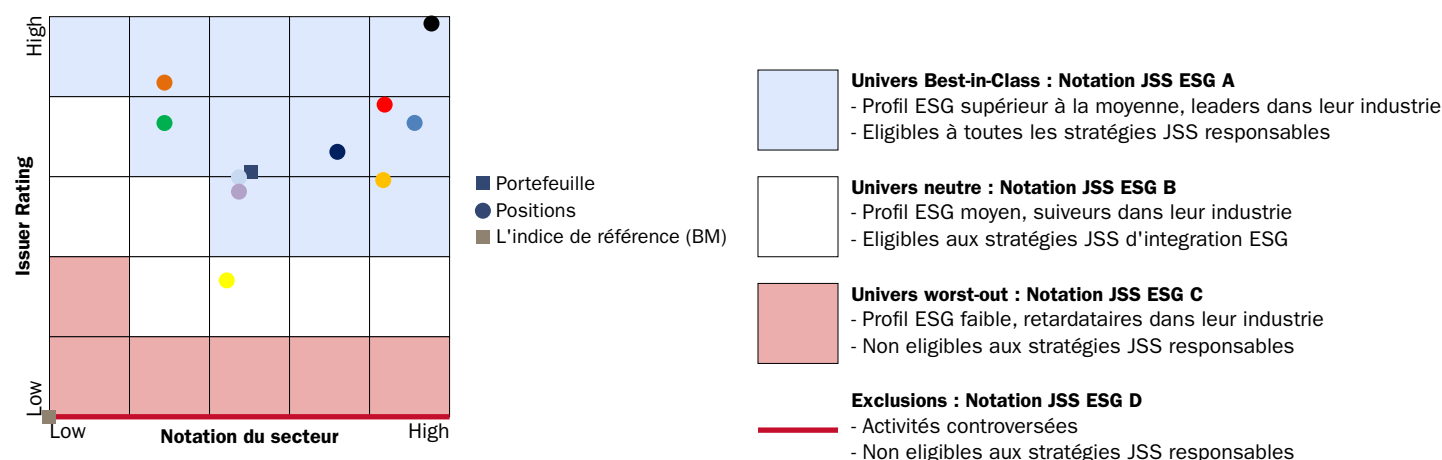 High
Issuer Rating
Low
Low
Notation du secteur
High
Portefeuille
Positions
L'indice de référence (BM)
Univers Best-in-Class : Notation JSS ESG A
- Profil ESG supérieur à la moyenne, leaders dans leur industrie
- Eligibles à toutes les stratégies JSS responsables
Univers neutre : Notation JSS ESG B
- Profil ESG moyen, suiveurs dans leur industrie
- Eligibles aux stratégies JSS d'integration ESG
Univers worst-out : Notation JSS ESG C
- Profil ESG faible, retardataires dans leur industrie
- Non eligibles aux stratégies JSS responsables
Exclusions : Notation JSS ESG D
- Activités controversées
- Non eligibles aux stratégies JSS responsables